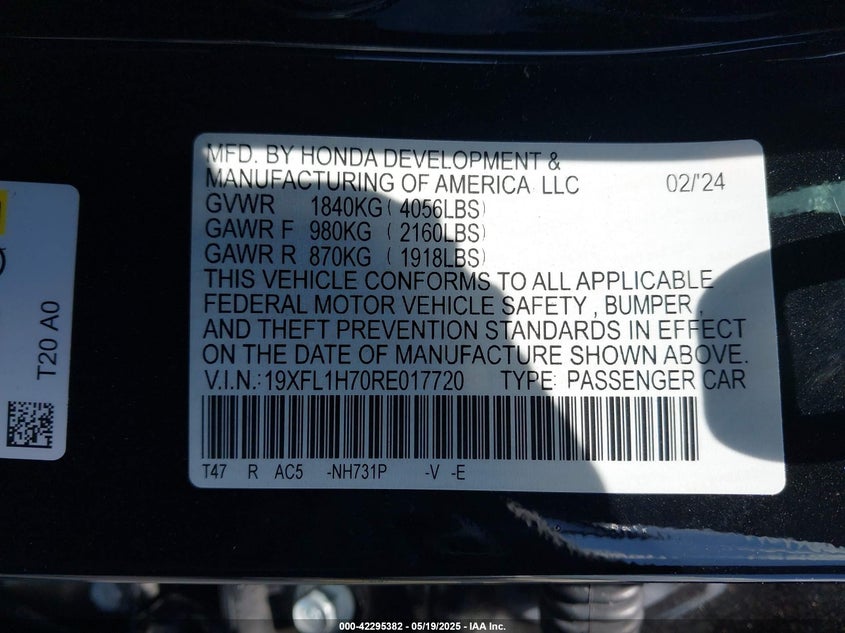 MFD. BY HONDA DEVELOPMENT &
MANUFACTURING OF AMERICA LLC 02/'24
GVWR 1840KG ( 4056LBS)
GAWR F 980KG ( 2160LBS)
GAWR R 870KG ( 1918LBS)
THIS VEHICLE CONFORMS TO ALL APPLICABLE
FEDERAL MOTOR VEHICLE SAFETY, BUMPER,
AND THEFT PREVENTION STANDARDS IN EFFECT
ON THE DATE OF MANUFACTURE SHOWN ABOVE.
V.I.N.: 19XFL1H70RE017720 TYPE: PASSENGER CAR
T47 R AC5 -NH731P -V -E
T20 A0
000-42295382 - 05/19/2025 - IAA Inc.